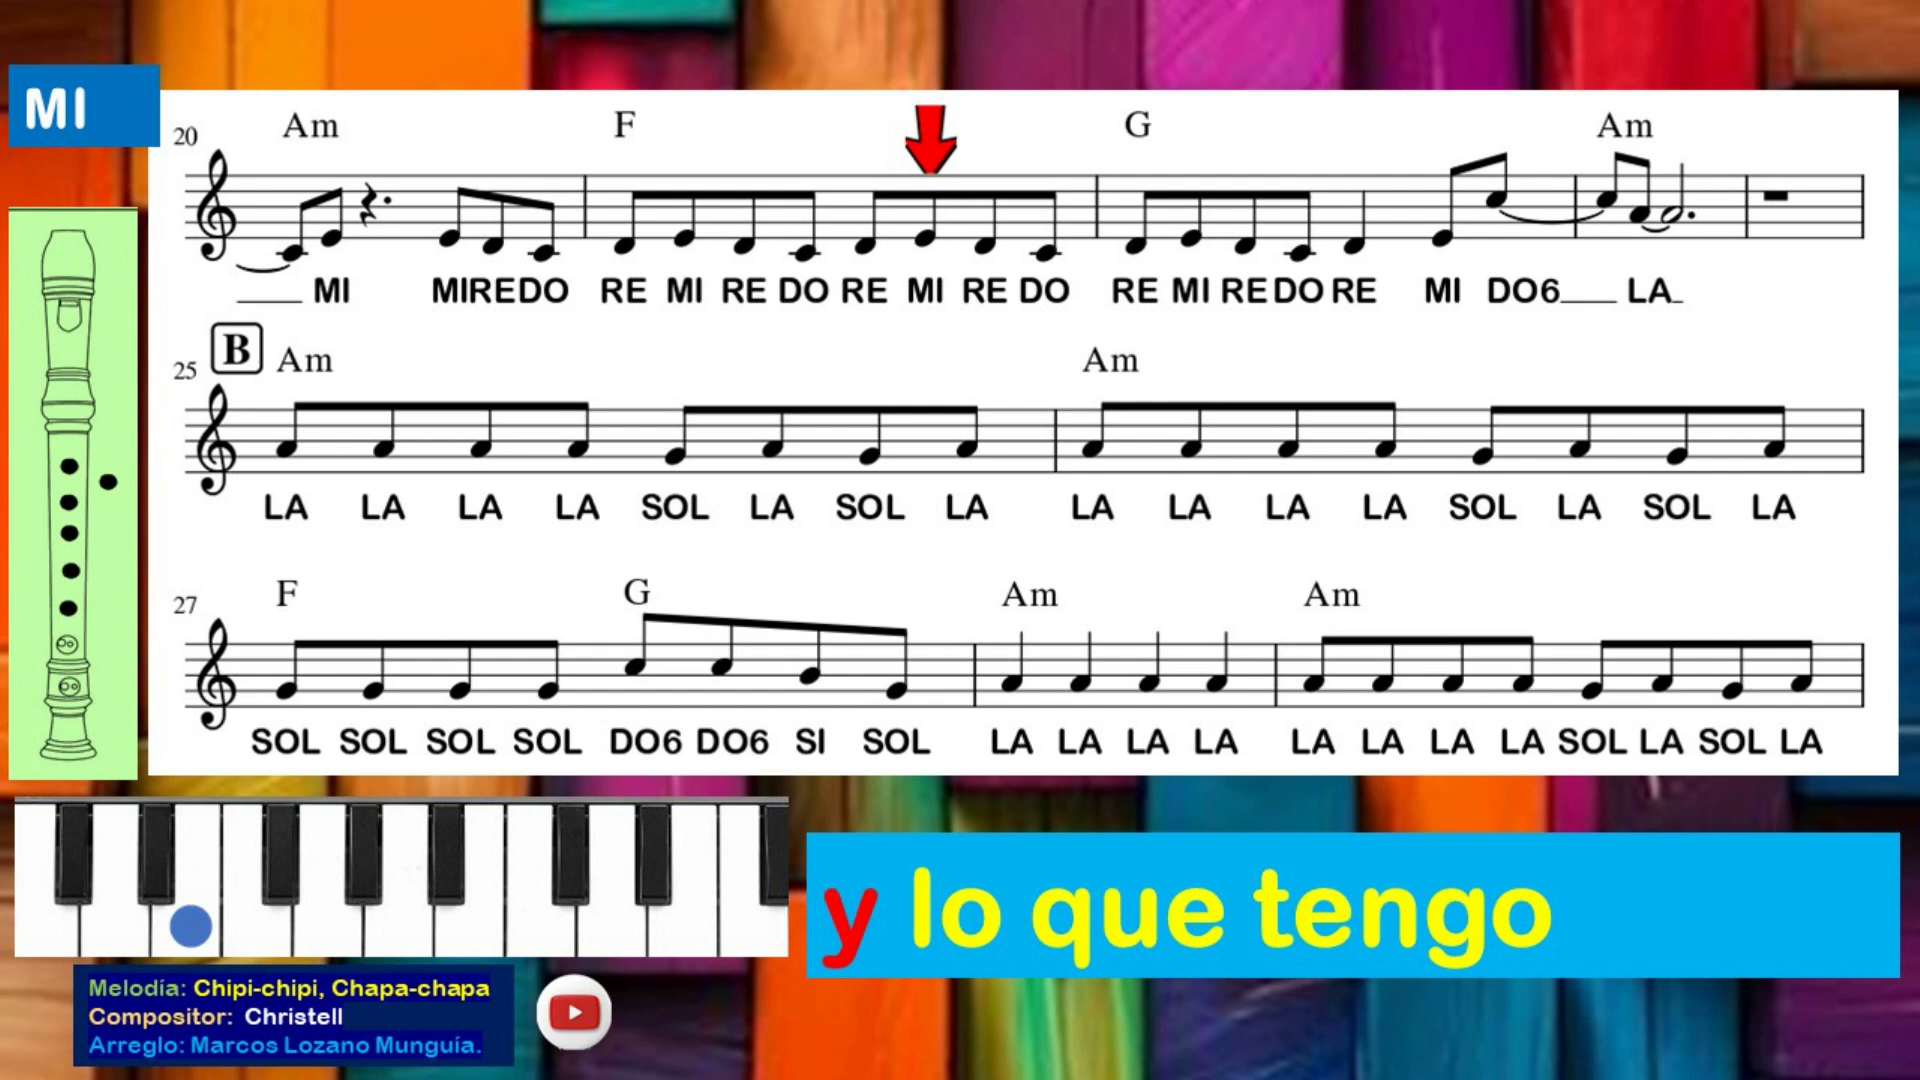 MI
20 Am F G Am
MI MIREDO RE MI RE DO RE MI RE DO RE MI REDO RE MI DO6 LA
B
25 Am Am
LA LA LA LA SOL LA SOL LA LA LA LA LA SOL LA SOL LA
27 F G Am Am
SOL SOL SOL SOL DO6 DO6 SI SOL LA LA LA LA LA LA LA LA SOL LA SOL LA
y lo que tengo
Melodía: Chipi-chipi, Chapa-chapa
Compositor: Christell
Arreglo: Marcos Lozano Munguía.